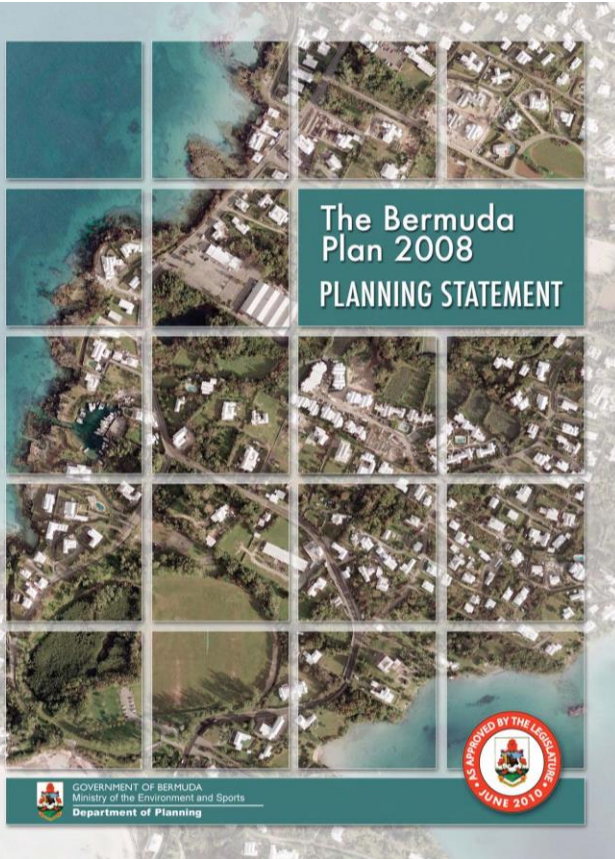 The Bermuda
Plan 2008
PLANNING STATEMENT
AS APPROVED BY THE LEGISLATURE
• JUNE 2010 •
GOVERNMENT OF BERMUDA
Ministry of the Environment and Sports
Department of Planning